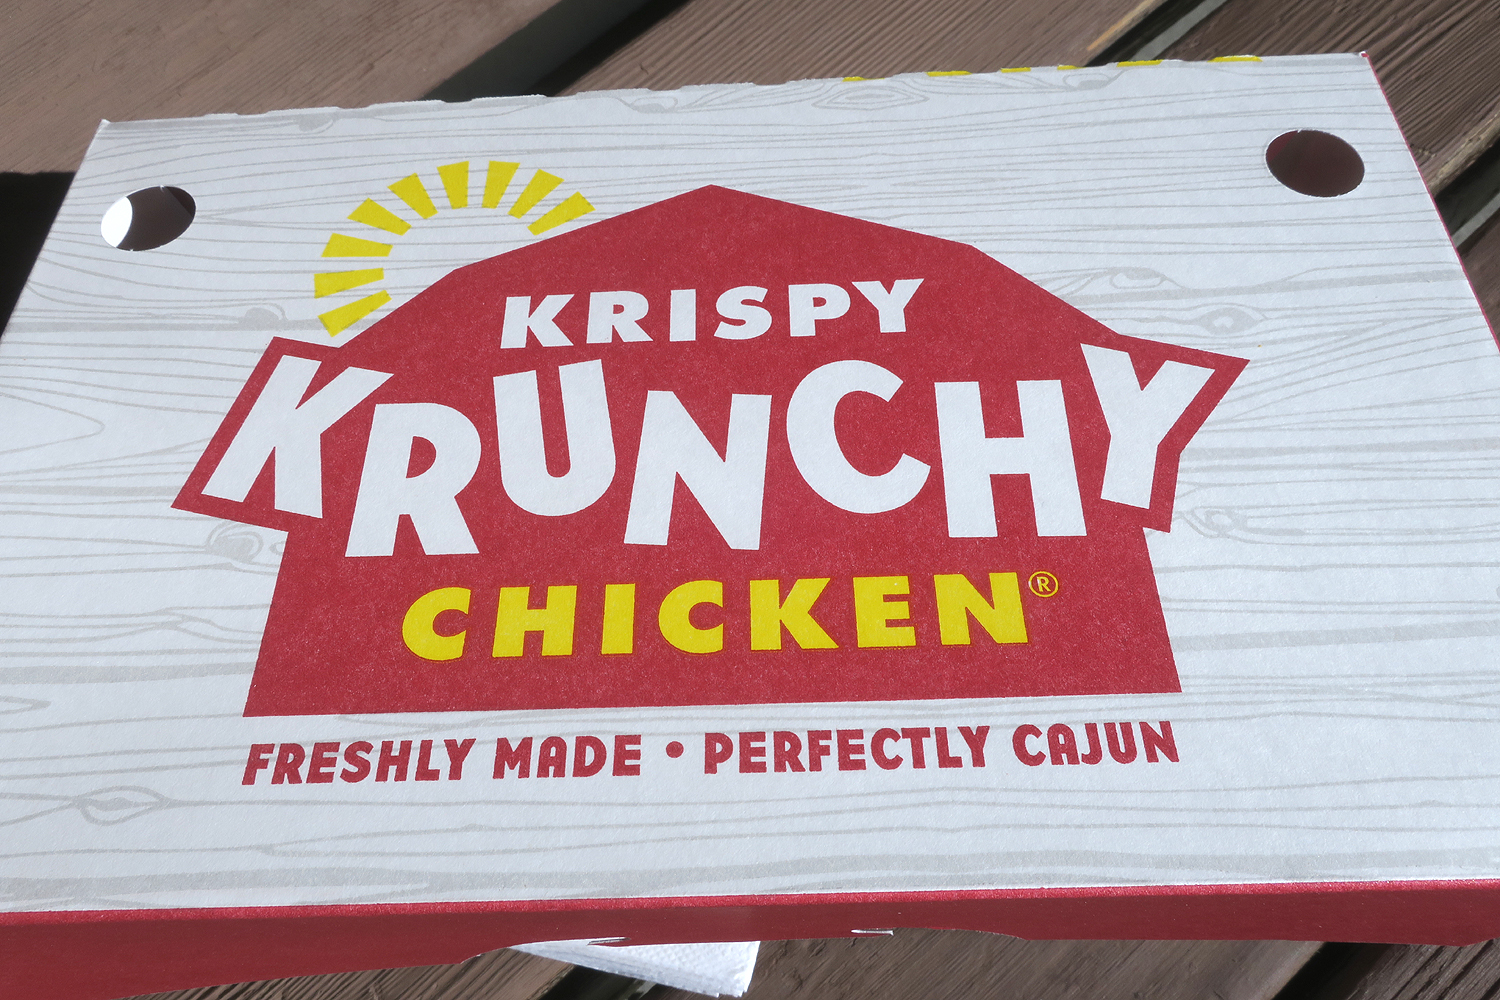 KRISPY
KRUNCHY
CHICKEN®
FRESHLY MADE • PERFECTLY CAJUN